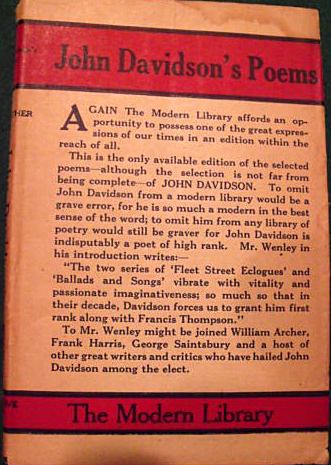 John Davidson's Poems
HER
AGAIN The Modern Library affords an op-
portunity to possess one of the great expres-
sions of our times in an edition within the
reach of all.
This is the only available edition of the selected
poems—although the selection is not far from
being complete—of JOHN DAVIDSON. To omit
John Davidson from a modern library would be a
grave error, for he is so much a modern in the best
sense of the word; to omit him from any library of
poetry would still be graver for John Davidson is
indisputably a poet of high rank. Mr. Wenley in
his introduction writes:—
"The two series of 'Fleet Street Eclogues' and
'Ballads and Songs' vibrate with vitality and
passionate imaginativeness; so much so that in
their decade, Davidson forces us to grant him first
rank along with Francis Thompson."
To Mr. Wenley might be joined William Archer,
Frank Harris, George Saintsbury and a host of
other great writers and critics who have hailed John
Davidson among the elect.
The Modern Library